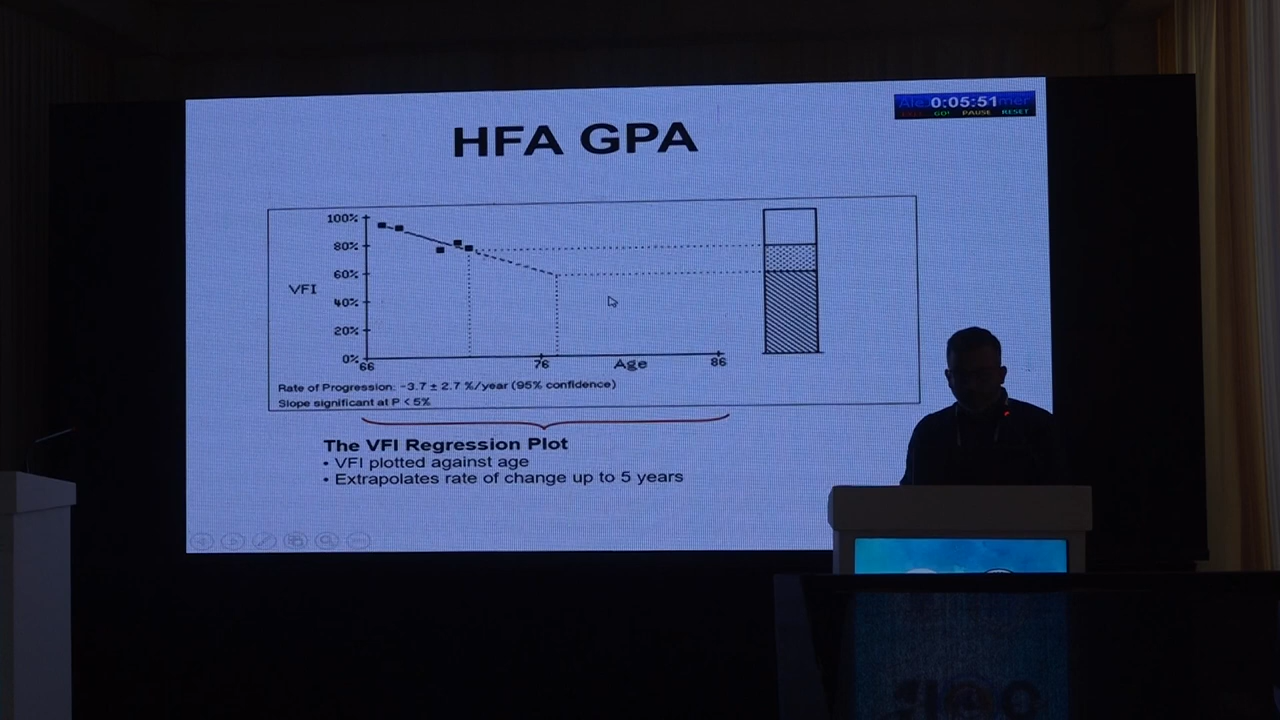 0:05:51
GO! PAUSE RESET
HFA GPA
100%
80%
60%
40%
20%
0%
VFI
66 76 Age 86
Rate of Progression: -3.7 ± 2.7 %/year (95% confidence)
Slope significant at P < 5%
The VFI Regression Plot
• VFI plotted against age
• Extrapolates rate of change up to 5 years